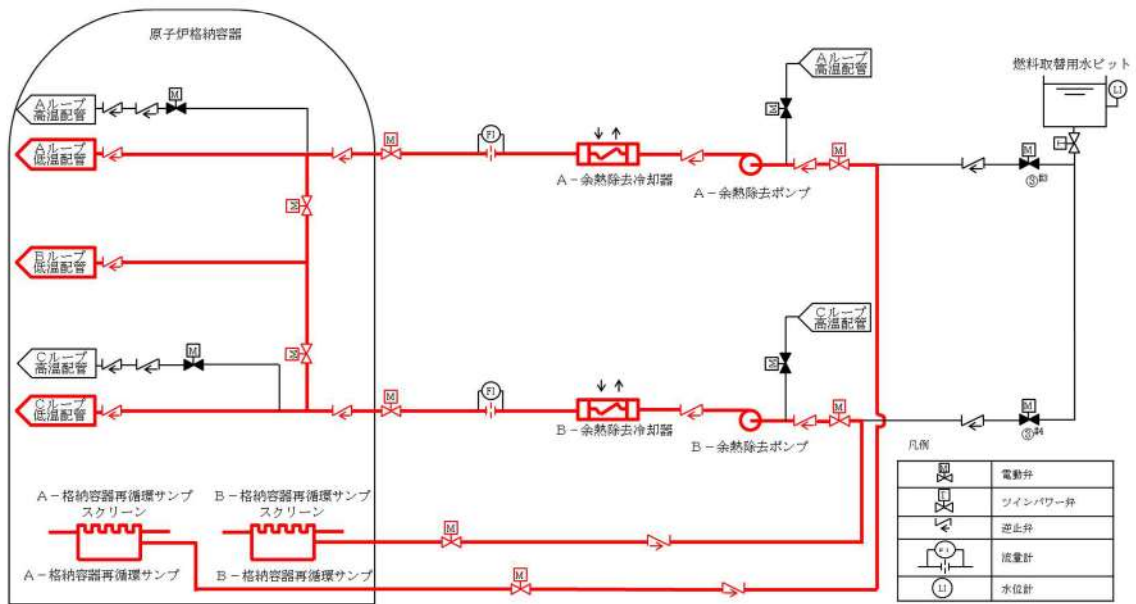 原子炉格納容器
Aループ
高温配管
M
Aループ
低温配管
M
FI
A-余熱除去冷却器
A-余熱除去ポンプ
M
Aループ
高温配管
M
燃料取替用水ピット
LI
T
M
M
Bループ
低温配管
M
Cループ
高温配管
M
Cループ
低温配管
M
FI
B-余熱除去冷却器
B-余熱除去ポンプ
M
Cループ
高温配管
M
M
A-格納容器再循環サンプ
スクリーン
B-格納容器再循環サンプ
スクリーン
M
A-格納容器再循環サンプ
B-格納容器再循環サンプ
M
凡例
M
電動弁
T
ツインパワー弁
逆止弁
FI
流量計
LI
水位計